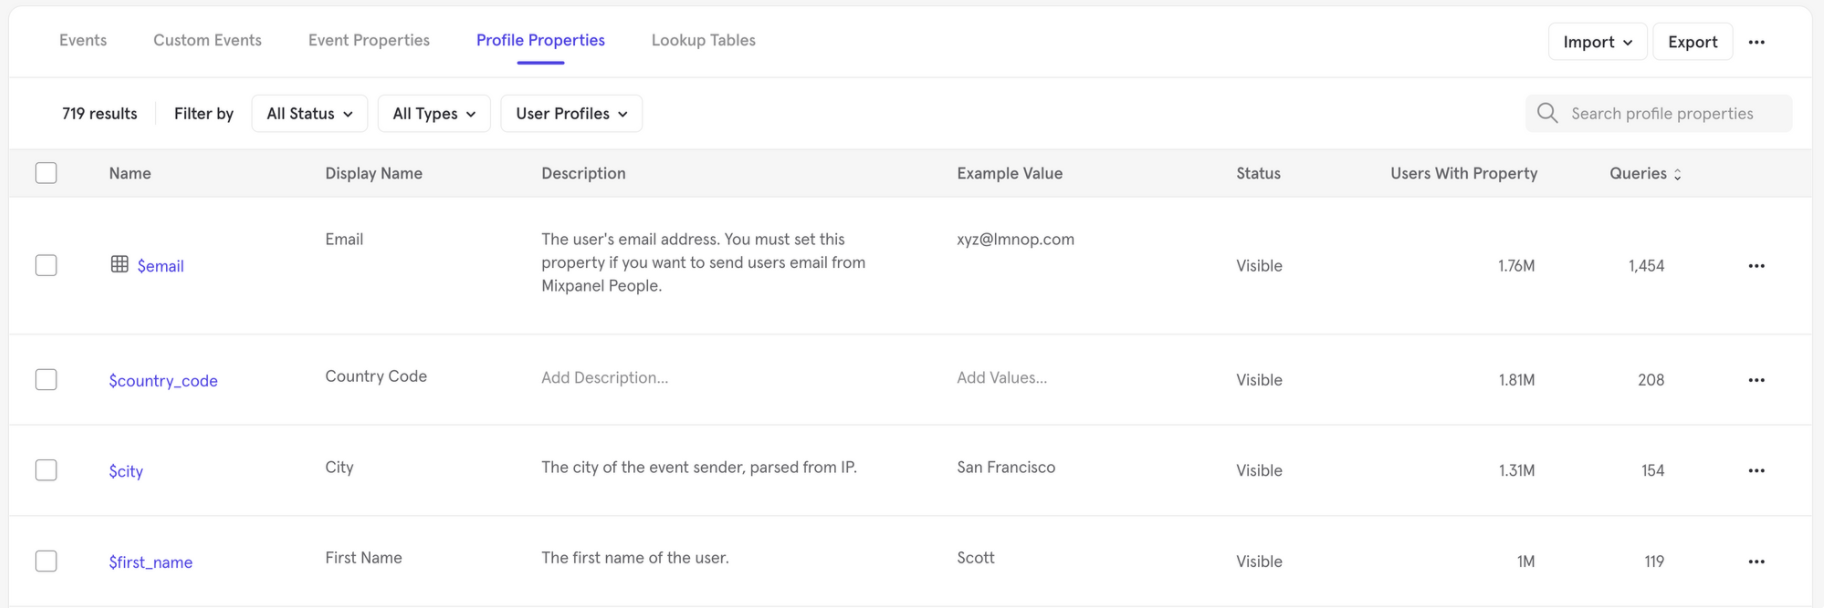 Events Custom Events Event Properties Profile Properties Lookup Tables Import Export
719 results Filter by All Status All Types User Profiles Search profile properties
Name Display Name Description Example Value Status Users With Property Queries
$email Email The user's email address. You must set this property if you want to send users email from Mixpanel People. xyz@lmnop.com Visible 1.76M 1,454
$country_code Country Code Add Description... Add Values... Visible 1.81M 208
$city City The city of the event sender, parsed from IP. San Francisco Visible 1.31M 154
$first_name First Name The first name of the user. Scott Visible 1M 119